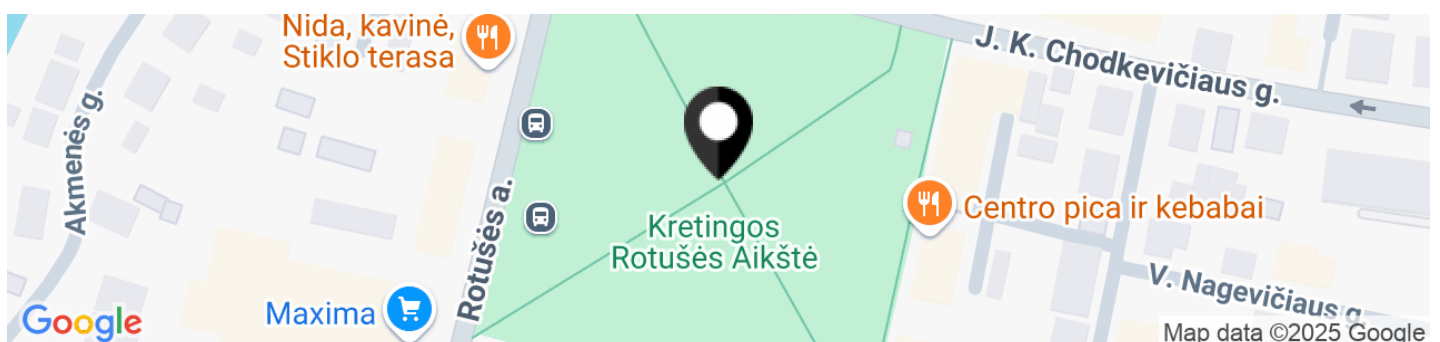 Nida, kavinė,
Stiklo terasa
J. K. Chodkevičiaus g.
Akmenės g.
Rotušės a.
Centro pica ir kebabai
Kretingos
Rotušės Aikštė
V. Nagevičiaus g.
Maxima
Google
Map data ©2025 Google